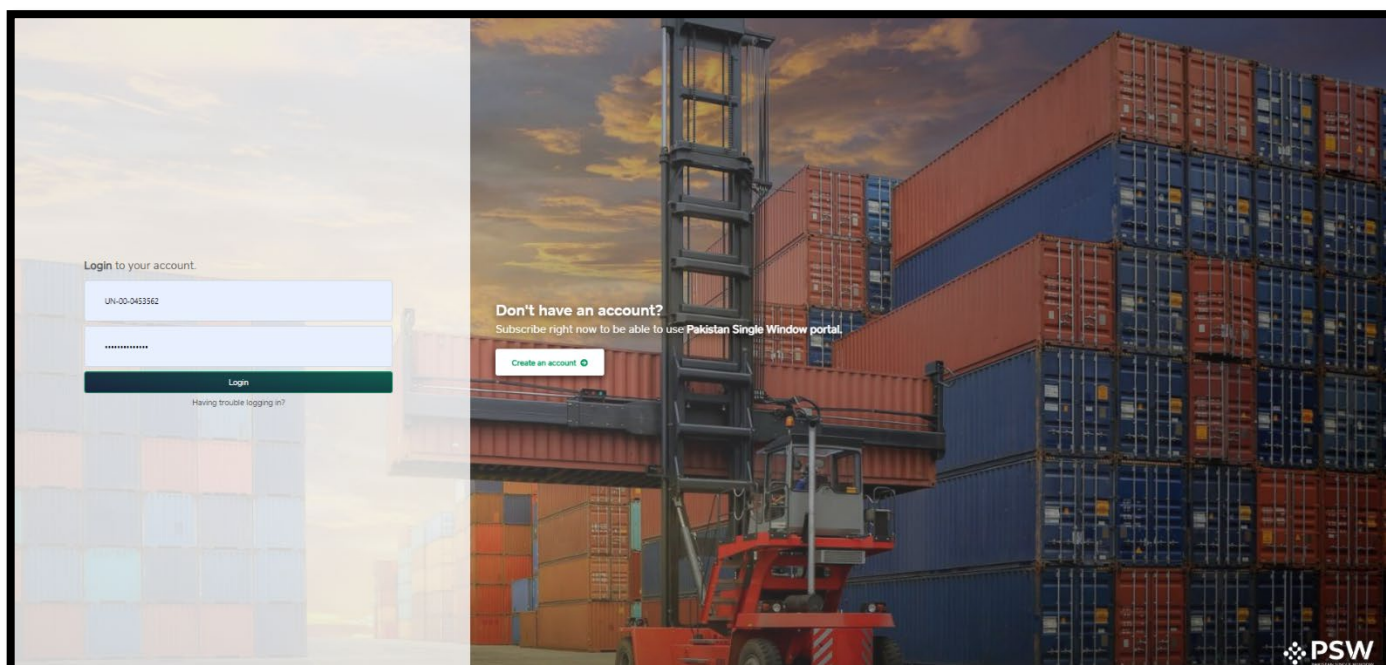 Login to your account.
UN-00-0453562
••••••••••••••
Login
Having trouble logging in?
Don't have an account?
Subscribe right now to be able to use Pakistan Single Window portal.
Create an account
PSW